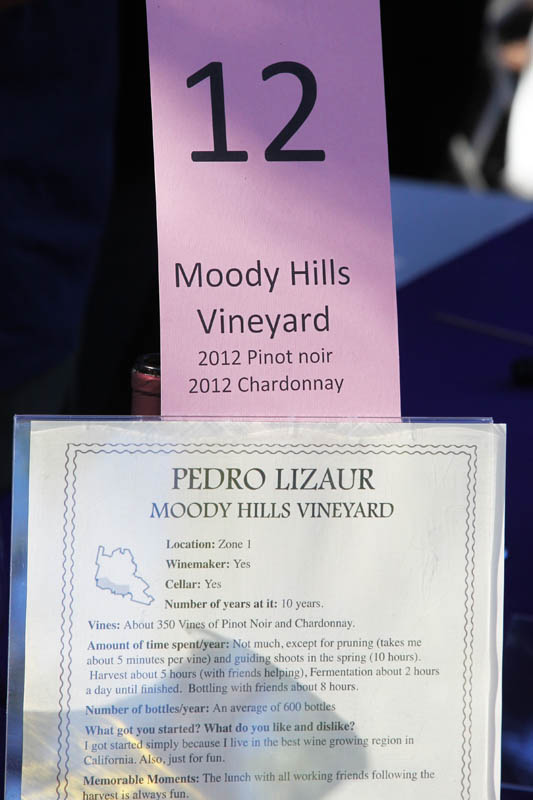 12
Moody Hills
Vineyard
2012 Pinot noir
2012 Chardonnay
PEDRO LIZAUR
MOODY HILLS VINEYARD
Location: Zone 1
Winemaker: Yes
Cellar: Yes
Number of years at it: 10 years.
Vines: About 350 Vines of Pinot Noir and Chardonnay.
Amount of time spent/year: Not much, except for pruning (takes me
about 5 minutes per vine) and guiding shoots in the spring (10 hours).
Harvest about 5 hours (with friends helping), Fermentation about 2 hours
a day until finished. Bottling with friends about 8 hours.
Number of bottles/year: An average of 600 bottles
What got you started? What do you like and dislike?
I got started simply because I live in the best wine growing region in
California. Also, just for fun.
Memorable Moments: The lunch with all working friends following the
harvest is always fun.